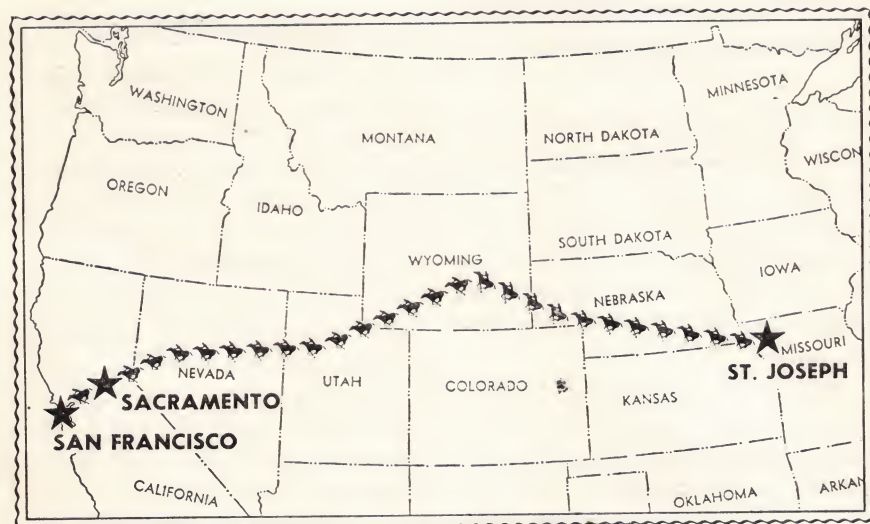 WASHINGTON
MONTANA
NORTH DAKOTA
MINNESOTA
WISCON
OREGON
IDAHO
WYOMING
SOUTH DAKOTA
IOWA
NEBRASKA
NEVADA
UTAH
COLORADO
KANSAS
MISSOURI
ST. JOSEPH
SACRAMENTO
SAN FRANCISCO
CALIFORNIA
OKLAHOMA
ARKAN